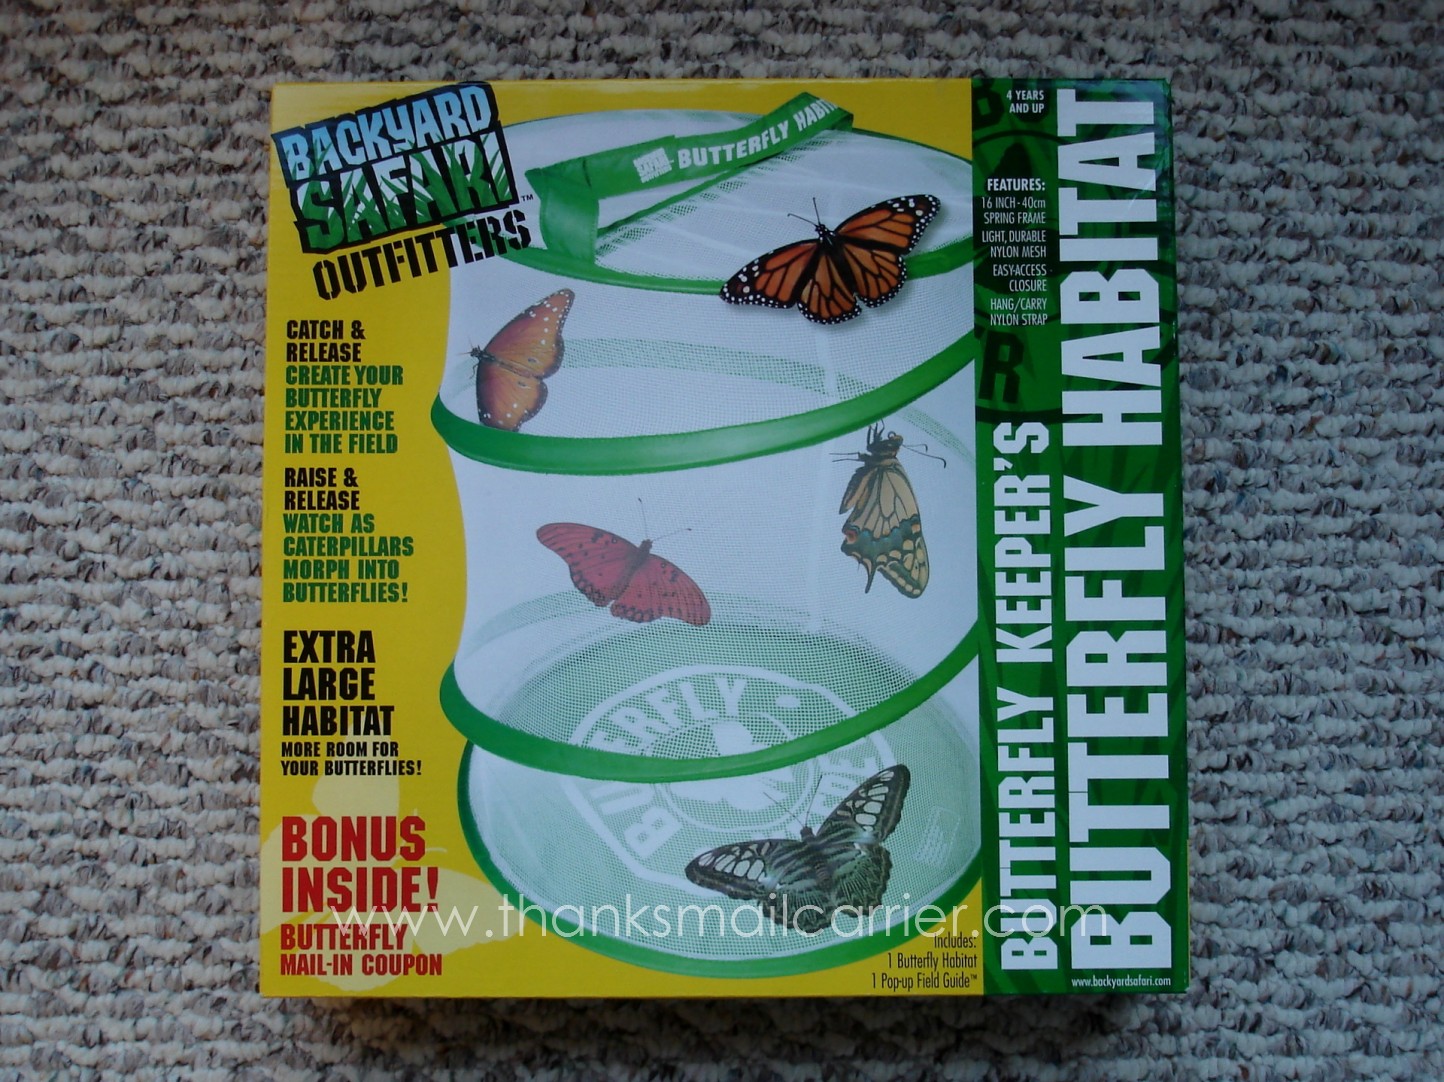 BACKYARD
SAFARI™
OUTFITTERS
CATCH &
RELEASE
CREATE YOUR
BUTTERFLY
EXPERIENCE
IN THE FIELD
RAISE &
RELEASE
WATCH AS
CATERPILLARS
MORPH INTO
BUTTERFLIES!
EXTRA
LARGE
HABITAT
MORE ROOM FOR
YOUR BUTTERFLIES!
BONUS
INSIDE!
BUTTERFLY
MAIL-IN COUPON
BUTTERFLY HABIT
BUTTERFLY
Includes:
1 Butterfly Habitat
1 Pop-up Field Guide™
4 YEARS
AND UP
FEATURES:
16 INCH-40cm
SPRING FRAME
LIGHT, DURABLE
NYLON MESH
EASY-ACCESS
CLOSURE
HANG/CARRY
NYLON STRAP
BUTTERFLY KEEPER'S
BUTTERFLY HABITAT
www.backyardsafari.com
www.thanksmailcarrier.com